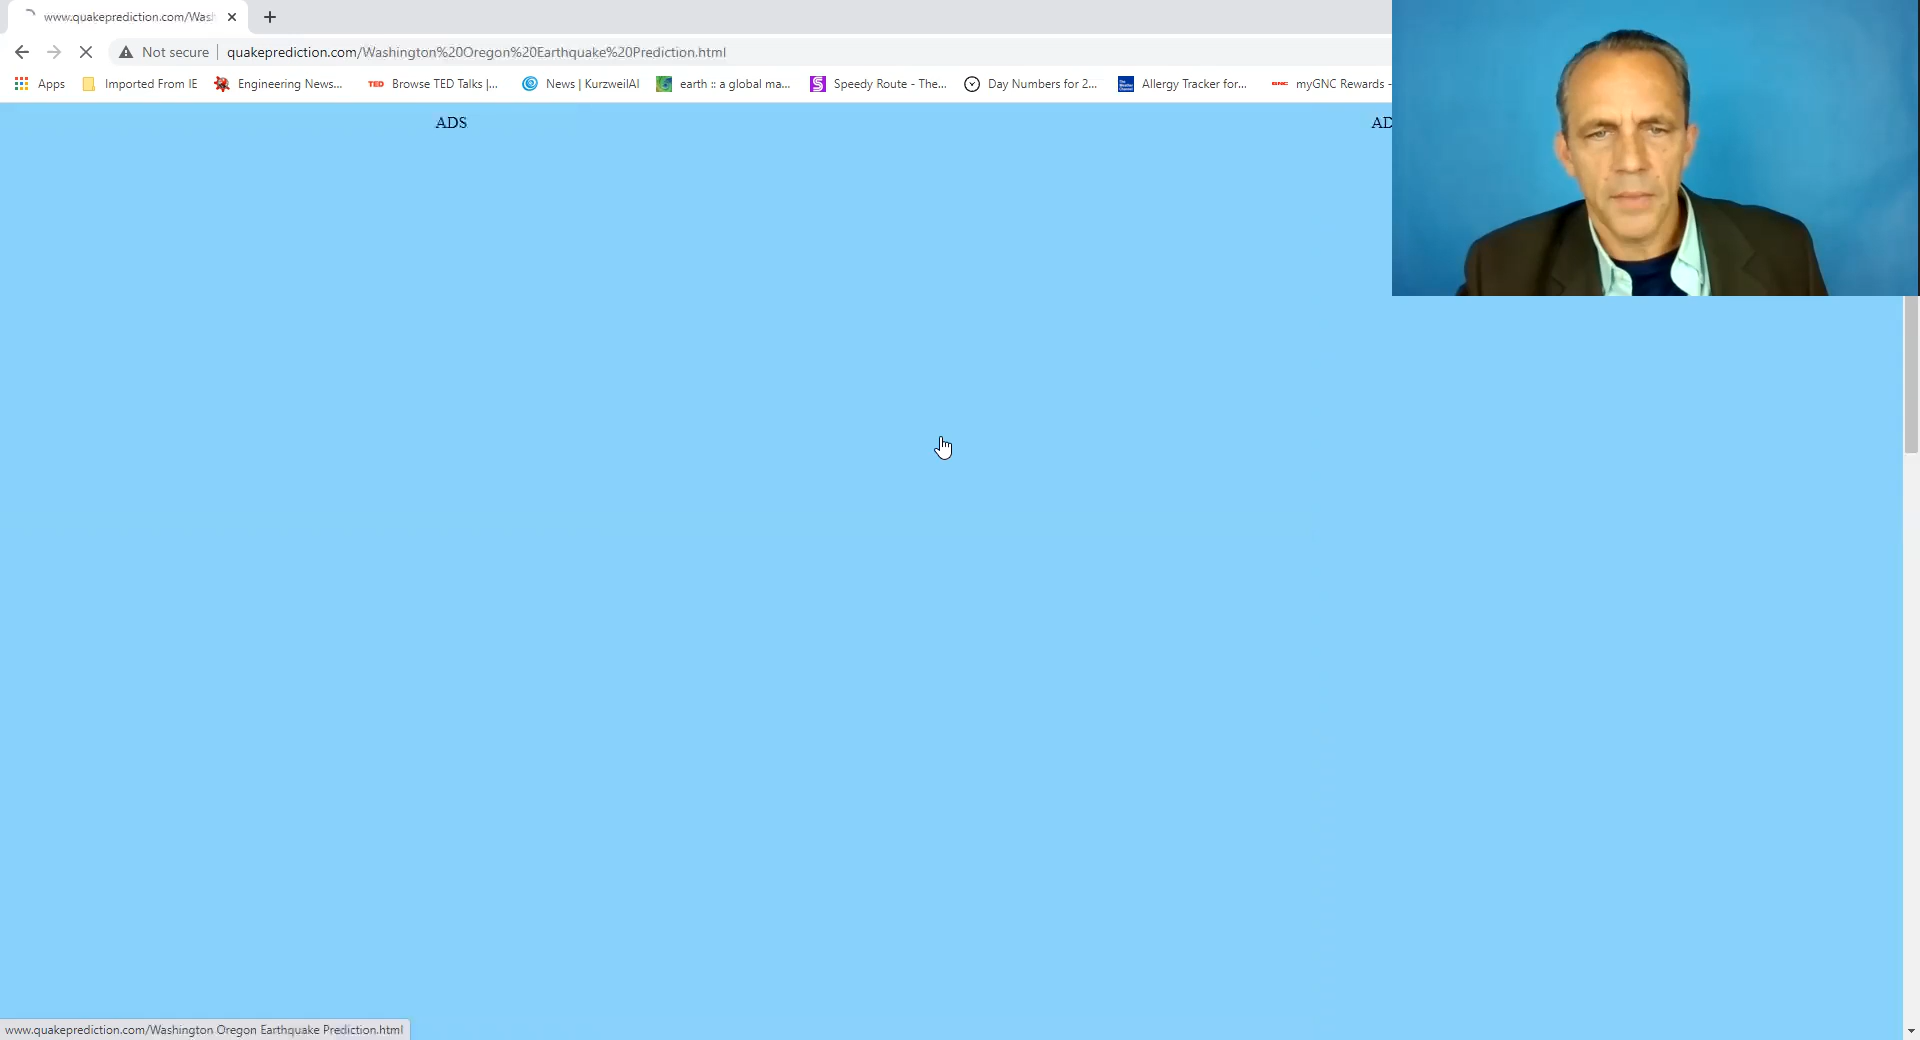 www.quakeprediction.com/Wash
Not secure
quakeprediction.com/Washington%20Oregon%20Earthquake%20Prediction.html
Apps
Imported From IE
Engineering News...
TED
Browse TED Talks |...
News | KurzweilAI
earth :: a global ma...
Speedy Route - The...
Day Numbers for 2...
Allergy Tracker for...
GNC
myGNC Rewards -
ADS
AD
www.quakeprediction.com/Washington Oregon Earthquake Prediction.html